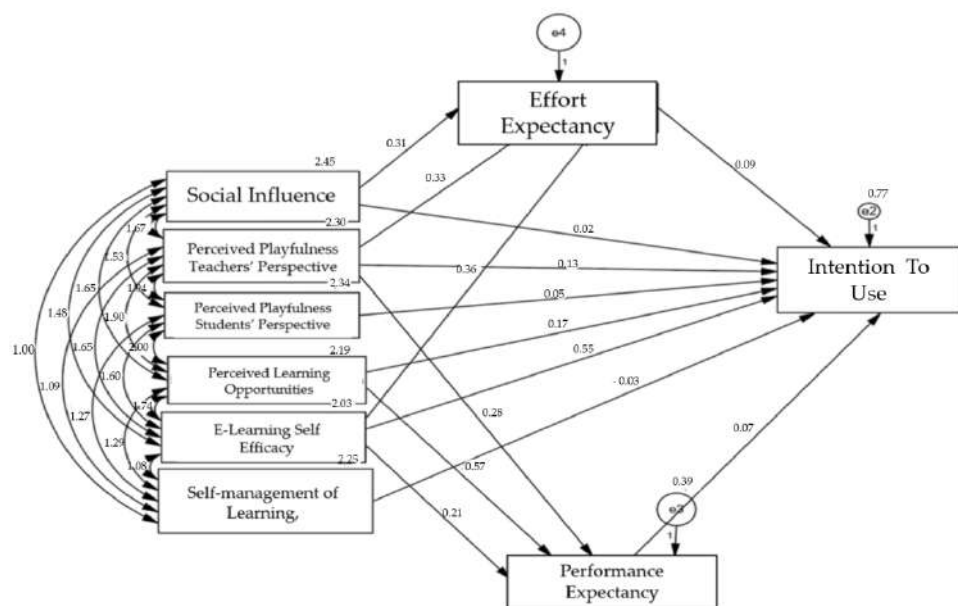 e4
1
Effort
Expectancy
0.31
0.09
2.45
0.33
Social Influence
0.77
e2
1
2.30
1.67
0.02
Perceived Playfulness
Teachers' Perspective
0.36
0.13
Intention To
Use
1.53
2.34
1.94
1.65
0.05
Perceived Playfulness
Students' Perspective
1.48
1.90
0.17
2.00
2.19
1.00
1.65
0.55
Perceived Learning
Opportunities
-0.03
1.09
1.60
1.74
2.03
0.28
1.27
E-Learning Self
Efficacy
0.07
1.29
2.25
0.57
1.08
0.39
Self-management of
Learning,
0.21
e3
1
Performance
Expectancy